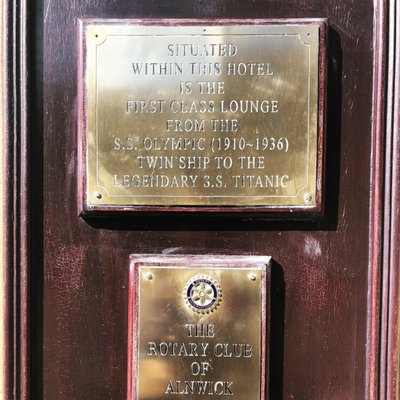 SITUATED
WITHIN THIS HOTEL
IS THE
FIRST CLASS LOUNGE
FROM THE
S.S. OLYMPIC (1910~1936)
TWIN SHIP TO THE
LEGENDARY S.S. TITANIC
THE
ROTARY CLUB
OF
ALNWICK